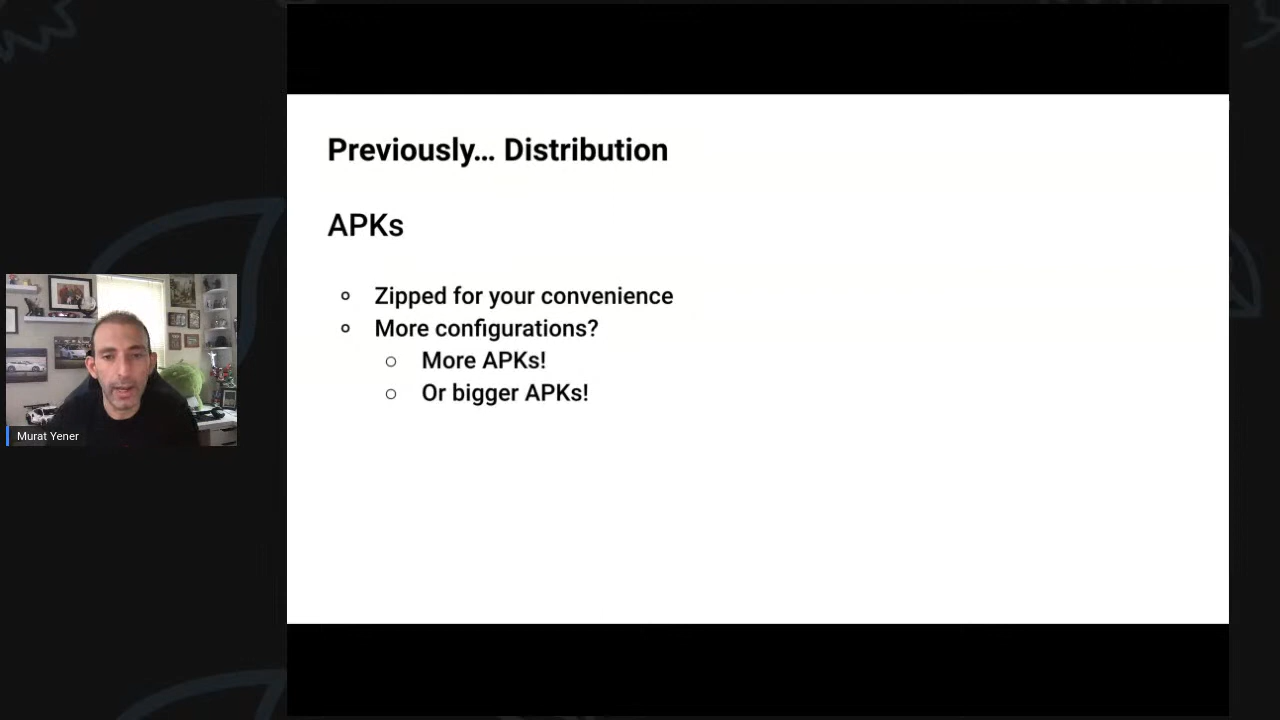 Previously... Distribution
APKs
Zipped for your convenience
More configurations?
More APKs!
Or bigger APKs!
Murat Yener